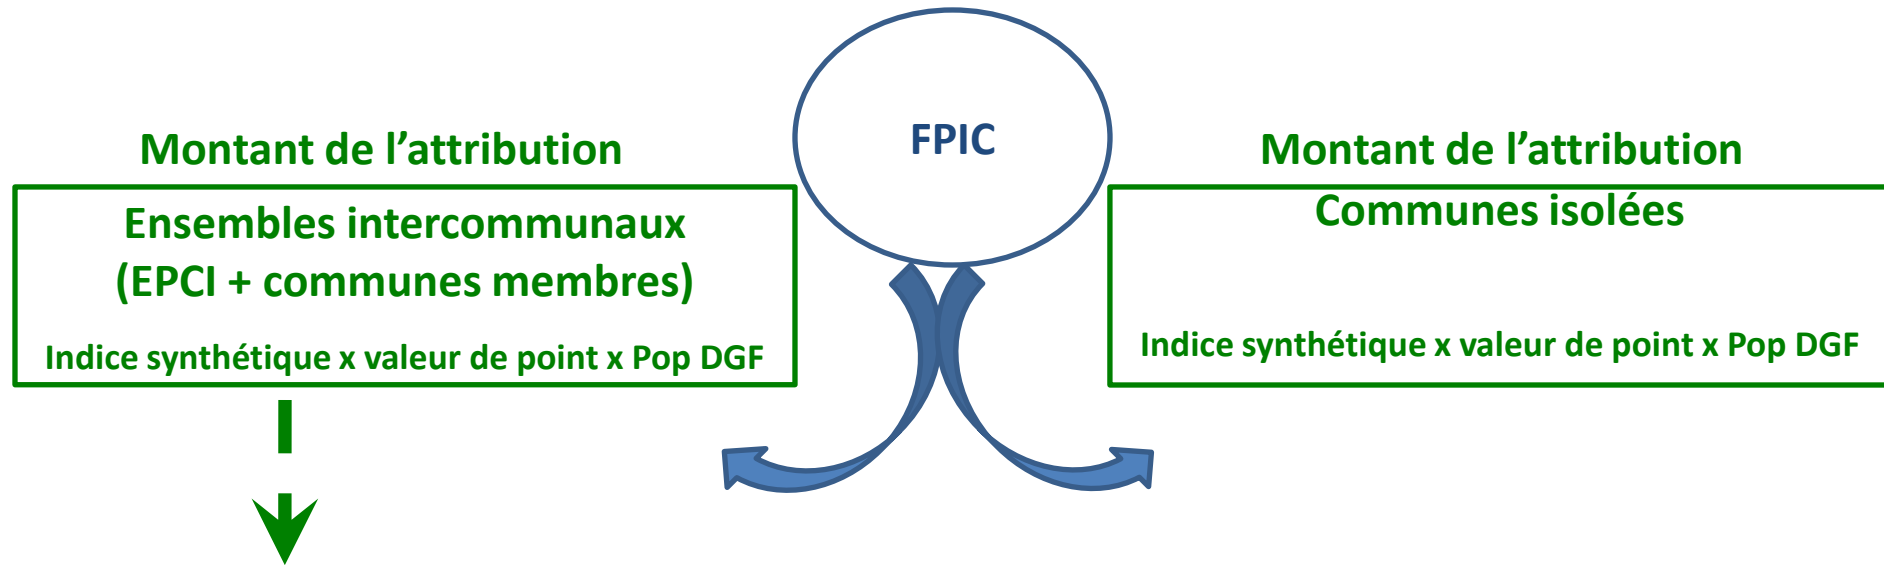 FPIC
Montant de l’attribution
Ensembles intercommunaux
(EPCI + communes membres)
Indice synthétique x valeur de point x Pop DGF
Montant de l’attribution
Communes isolées
Indice synthétique x valeur de point x Pop DGF